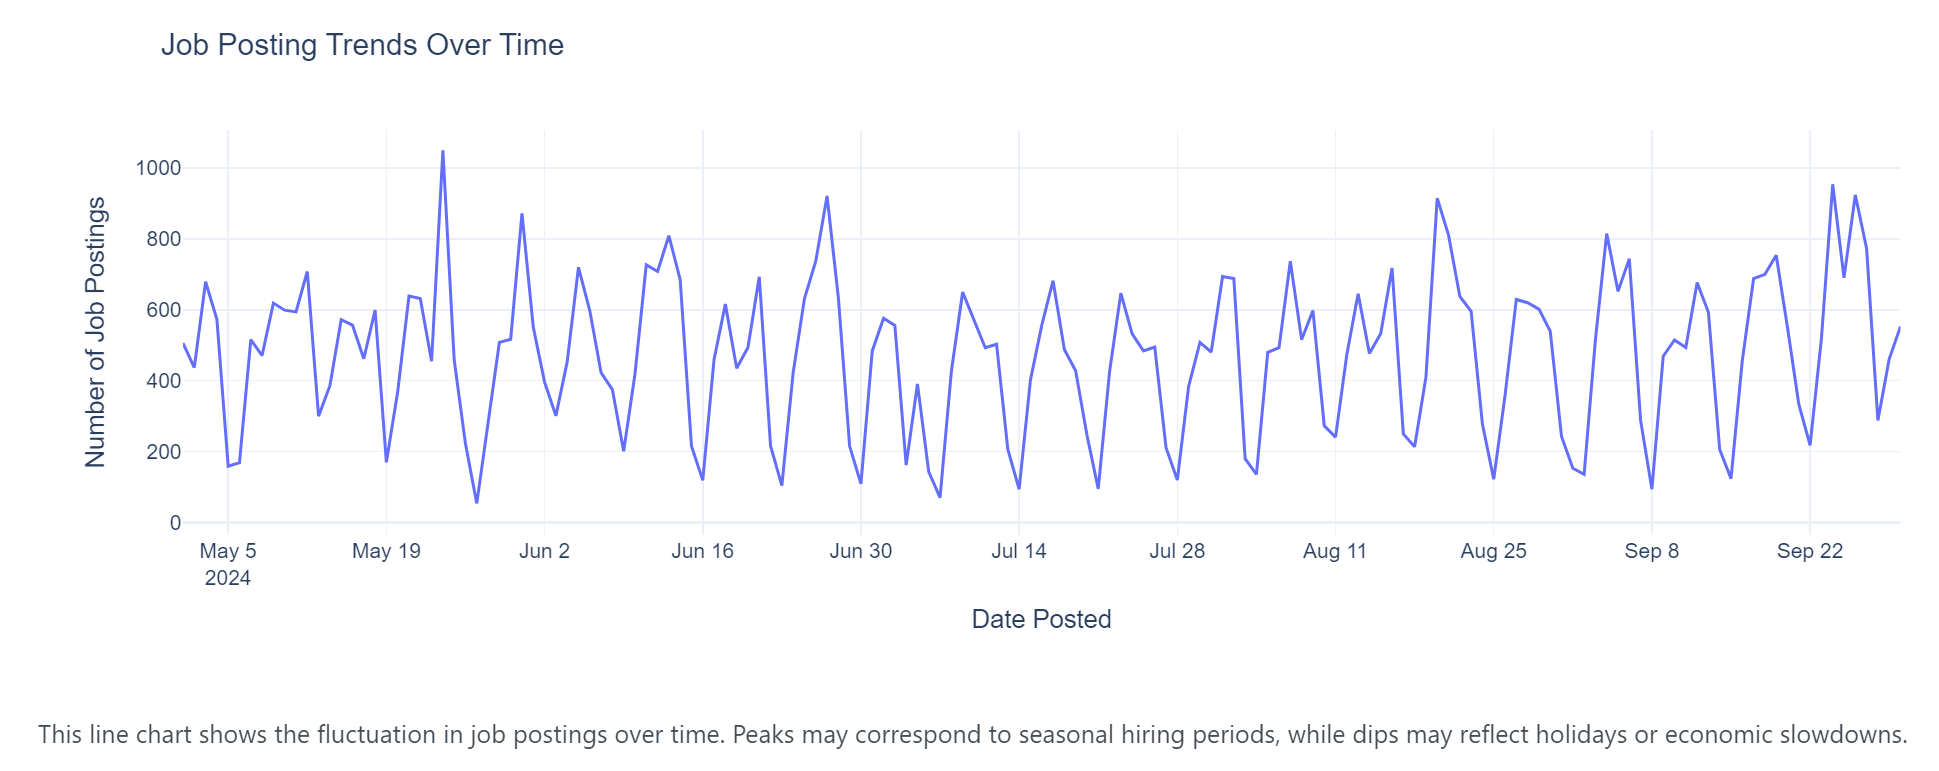 Job Posting Trends Over Time
Number of Job Postings
1000
800
600
400
200
0
May 5
2024
May 19
Jun 2
Jun 16
Jun 30
Jul 14
Jul 28
Aug 11
Aug 25
Sep 8
Sep 22
Date Posted
This line chart shows the fluctuation in job postings over time. Peaks may correspond to seasonal hiring periods, while dips may reflect holidays or economic slowdowns.